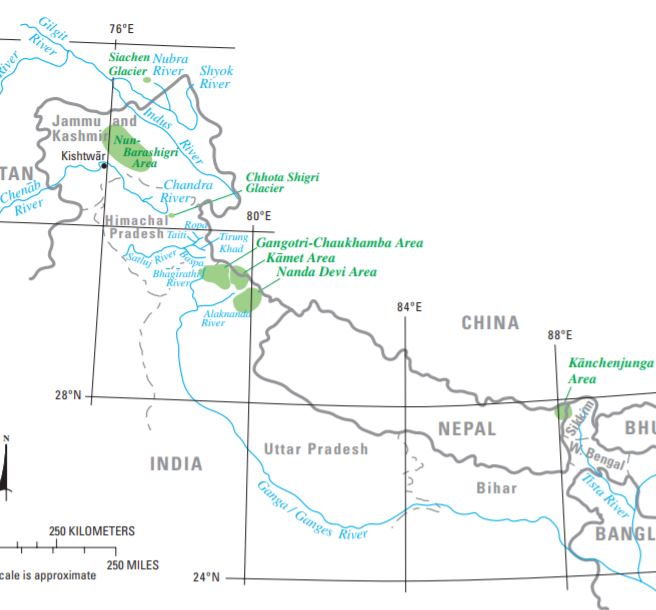 76°E
Gilgit
River
River
Siachen
Glacier
Nubra
River
Shyok
River
Jammu and
Kashmir
Indus
River
Nun-
Barashigri
Area
Kishtwār
TAN
Chenab
River
Chandra
River
Chhota Shigri
Glacier
Himachal
Pradesh
80°E
Ropa
Taiti
Tirung
Khad
Gangotri-Chaukhamba Area
Kāmet Area
Nanda Devi Area
Satluj River
Baspa
Bhāgīrathi
River
Alaknanda
River
84°E
CHINA
88°E
Kānchenjunga
Area
28°N
Sikkim
BHU
NEPAL
W. Bengal
N
INDIA
Uttar Pradesh
Bihar
Tista River
Ganga / Ganges River
250 KILOMETERS
BANGL
250 MILES
cale is approximate
24°N